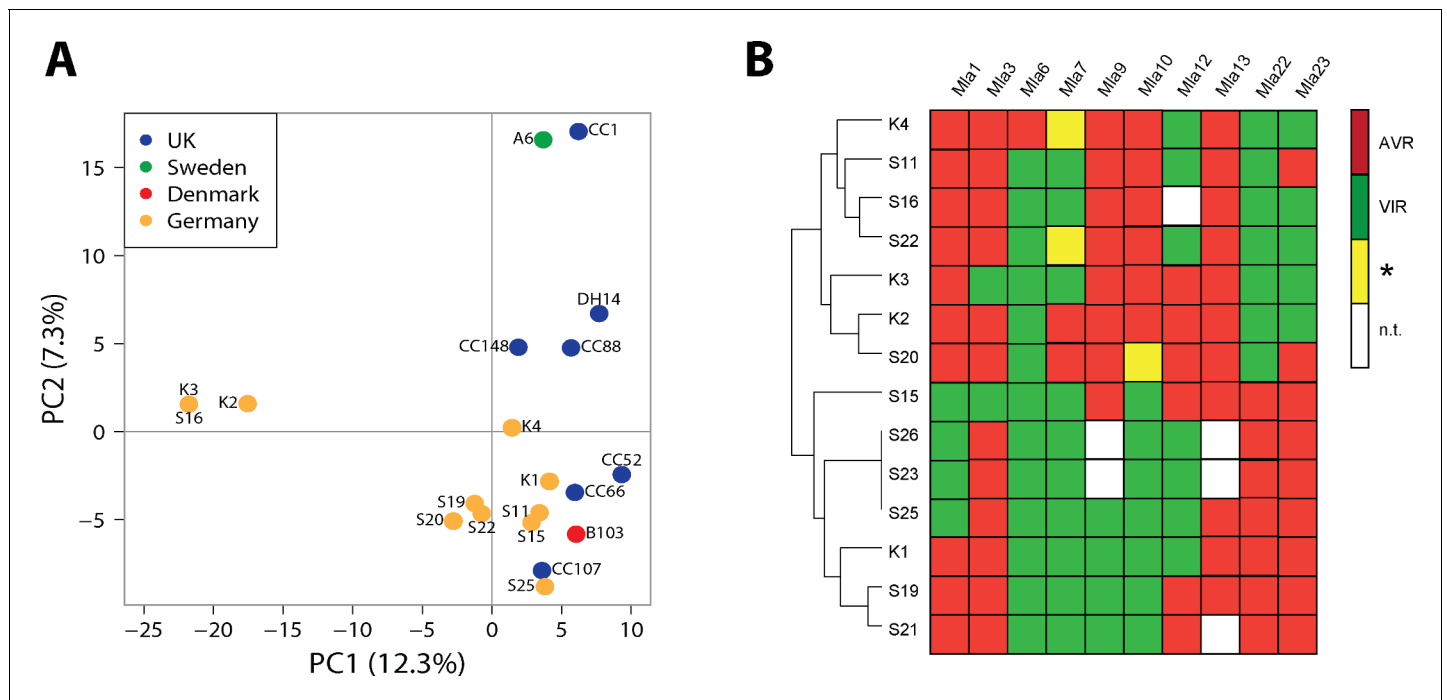 A
UK
Sweden
Denmark
Germany
15
10
5
0
−5
PC2 (7.3%)
−25
−20
−15
−10
−5
0
5
10
PC1 (12.3%)
A6
CC1
DH14
CC148
CC88
K3
S16
K2
K4
CC52
K1
CC66
S19
S20
S22
S11
S15
B103
CC107
S25
B
Mla1
Mla3
Mla6
Mla7
Mla9
Mla10
Mla12
Mla13
Mla22
Mla23
K4
S11
S16
S22
K3
K2
S20
S15
S26
S23
S25
K1
S19
S21
AVR
VIR
*
n.t.